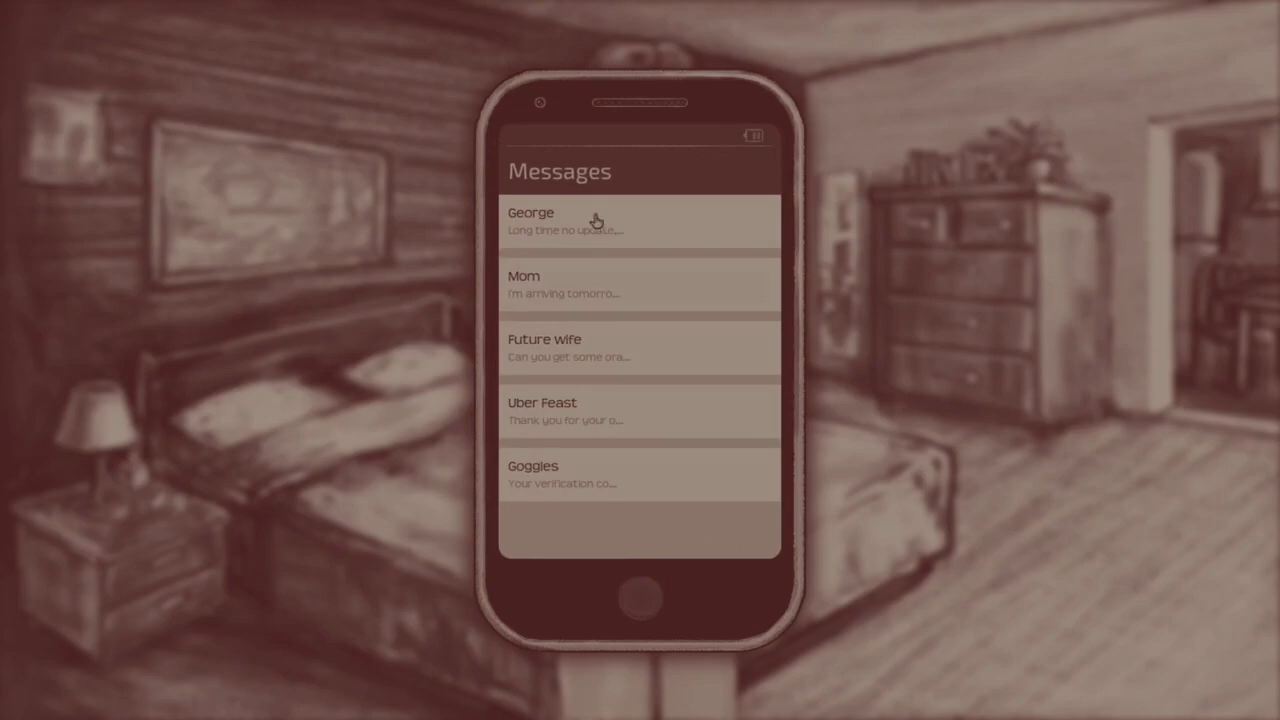 Messages
George
Long time no update,...
Mom
I'm arriving tomorro...
Future wife
Can you get some ora...
Uber Feast
Thank you for your o...
Goggles
Your verification co...